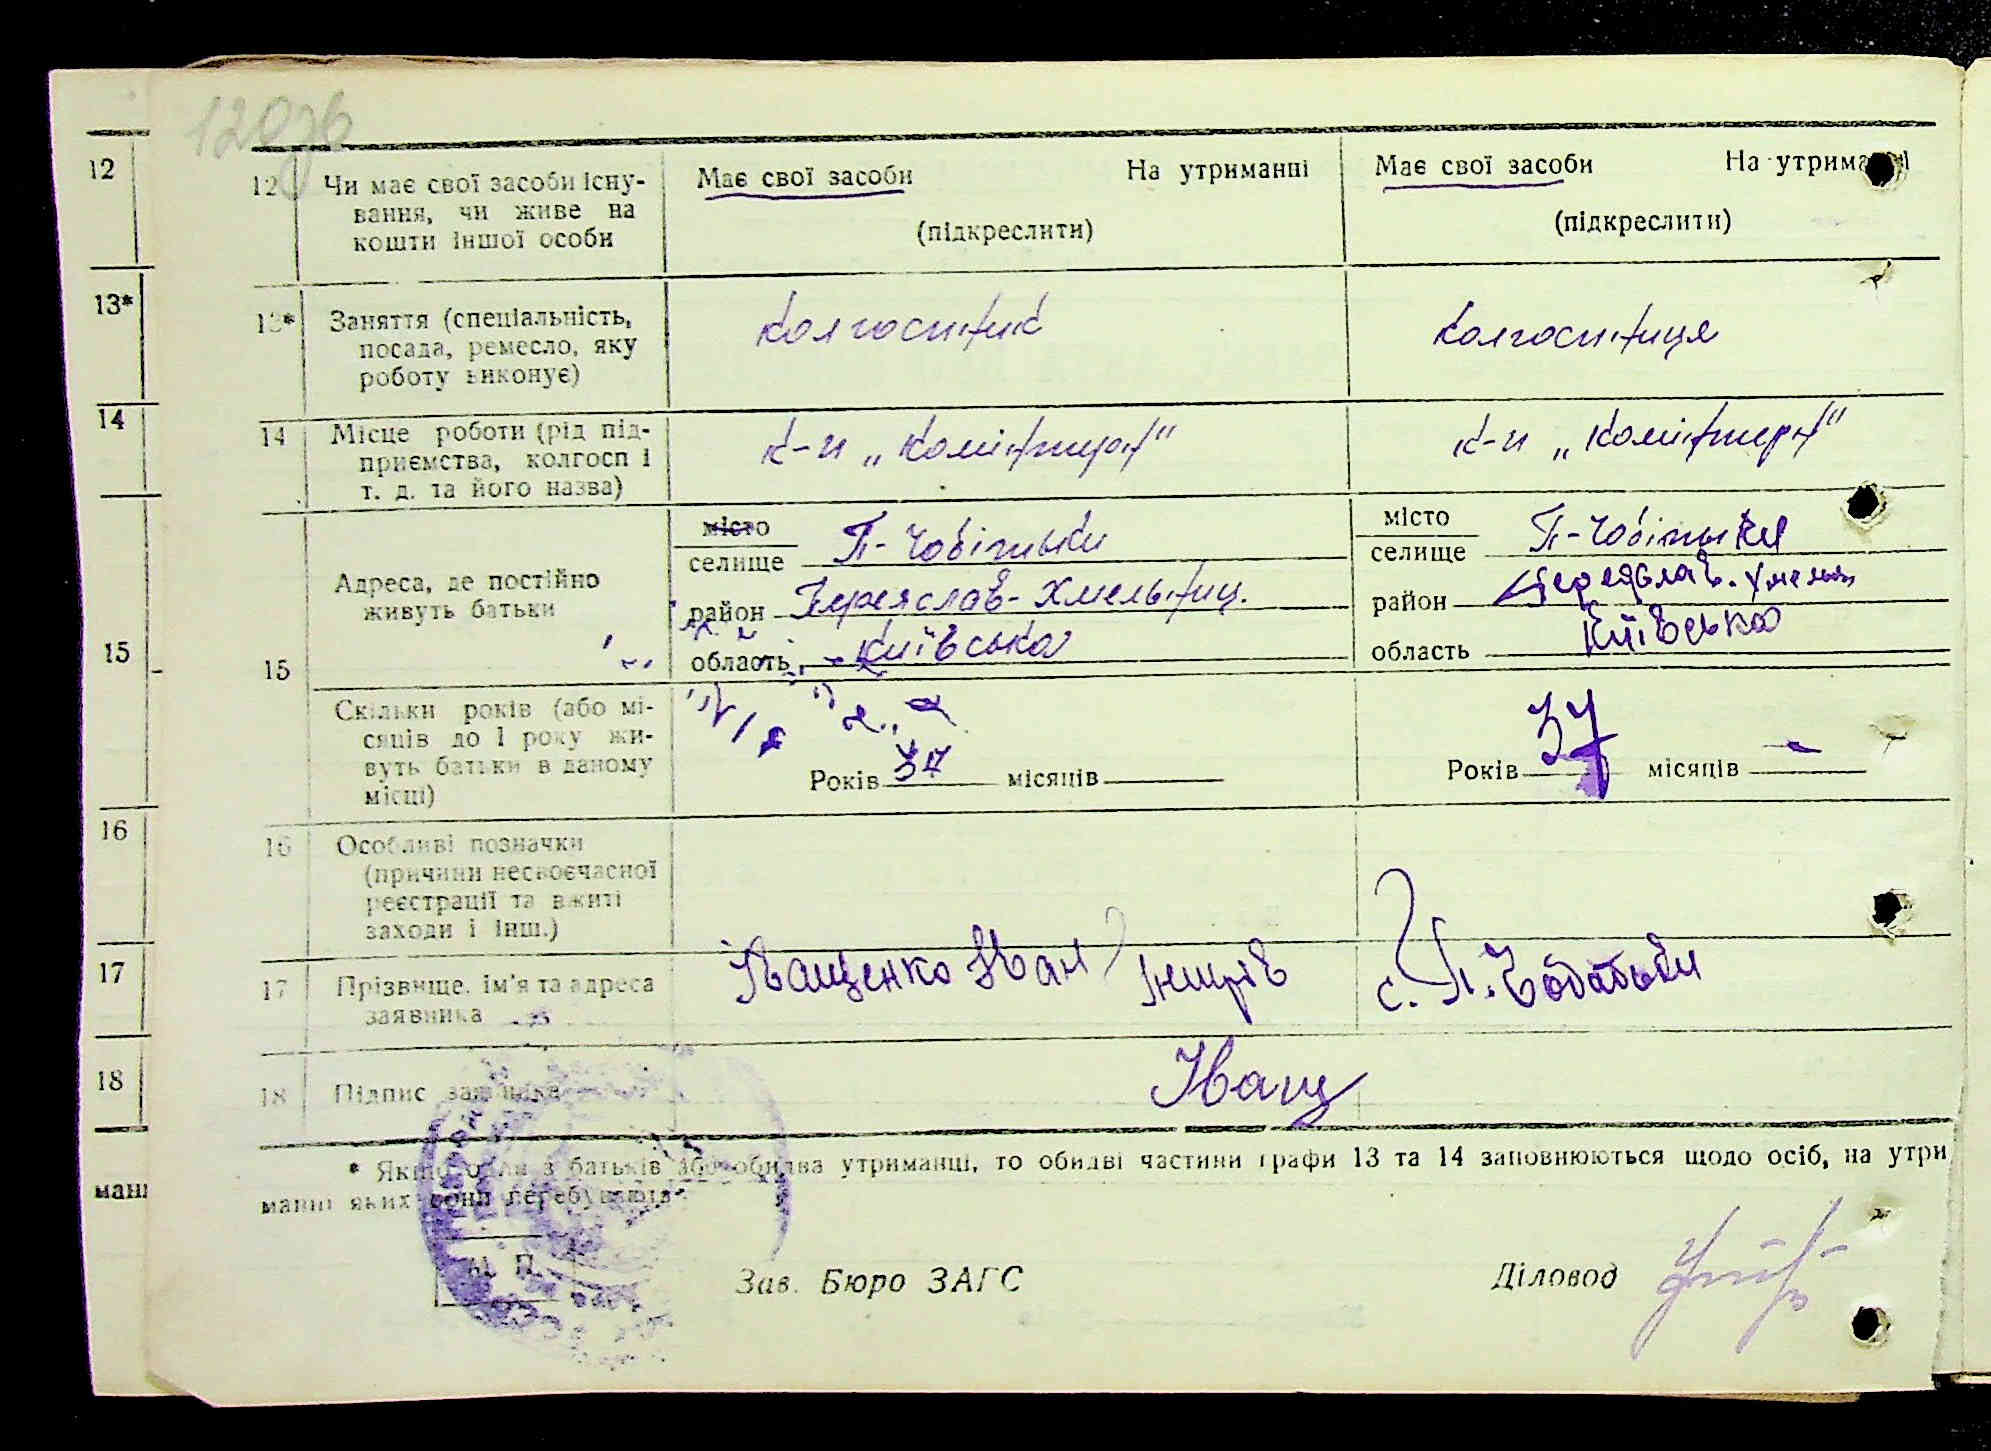 120зв
12
12 Чи має свої засоби існу-
вання, чи живе на
кошти іншої особи
Має свої засоби На утриманні
(підкреслити)
Має свої засоби На утрима
(підкреслити)
13*
13* Заняття (спеціальність,
посада, ремесло, яку
роботу виконує)
колгоспник
колгоспниця
14
14 Місце роботи (рід під-
приємства, колгосп і
т. д. та його назва)
к-п „Комінтерн"
к-п „Комінтерн"
15
15
Адреса, де постійно
живуть батьки
місто
селище П-Чобітьки
район Переяслав-Хмельниц.
область Київська
місто
селище П-Чобітьки
район Переяслав. Хмельн
область Київська
Скільки років (або мі-
сяців до 1 року жи-
вуть батьки в даному
місці)
Років 37 місяців
Років 37 місяців -
16
16 Особливі позначки
(причини несвоєчасної
реєстрації та вжиті
заходи і інш.)
17
17 Прізвище, ім'я та адреса
заявника
Іващенко Іван
с. П.
18
18 Підпис заявника
Іващ
* Якщо один з батьків або обидва утриманці, то обидві частини графи 13 та 14 заповнюються щодо осіб, на утри
манні яких вони перебувають.
ман
М. П.
Зав. Бюро ЗАГС
Діловод